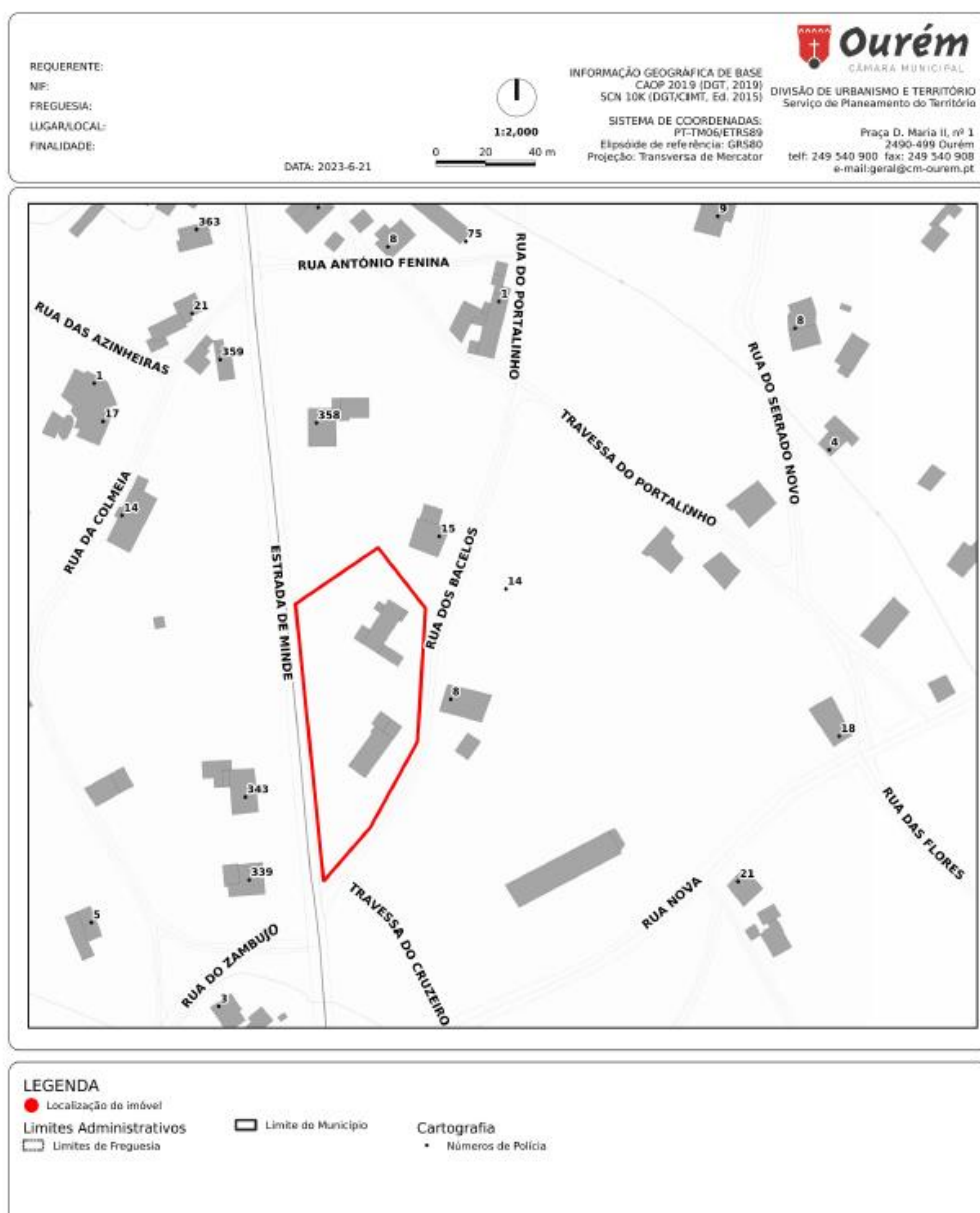 REQUERENTE:
NIF:
FREGUESIA:
LUGAR/LOCAL:
FINALIDADE:
DATA: 2023-6-21
1:2,000
0 20 40 m
INFORMAÇÃO GEOGRÁFICA DE BASE
CAOP 2019 (DGT, 2019)
SCN 10K (DGT/CIMT, Ed. 2015)
SISTEMA DE COORDENADAS:
PT-TM06/ETRS89
Elipsóide de referência: GRS80
Projeção: Transversa de Mercator
Ourém
CÂMARA MUNICIPAL
DIVISÃO DE URBANISMO E TERRITÓRIO
Serviço de Planeamento do Território
Praça D. Maria II, nº 1
2490-499 Ourém
telf: 249 540 900 fax: 249 540 908
e-mail:geral@cm-ourem.pt
363
8
75
9
RUA ANTÓNIO FENINA
RUA DO PORTALINHO
21
1
8
RUA DAS AZINHEIRAS
359
RUA DO SERRADO NOVO
1
17
358
TRAVESSA DO PORTALINHO
4
RUA DA COLMEIA
14
15
ESTRADA DE MINDE
RUA DOS BACELOS
14
8
18
343
RUA DAS FLORES
339
21
5
TRAVESSA DO CRUZEIRO
RUA NOVA
RUA DO ZAMBUJO
3
LEGENDA
Localização do imóvel
Limites Administrativos
Limites de Freguesia
Limite do Município
Cartografia
Números de Polícia